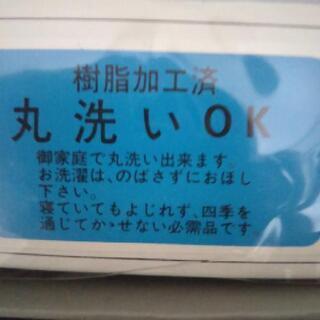 樹脂加工済
丸洗いOK
御家庭で丸洗い出来ます。
お洗濯は、のばさずにおほし
下さい。
寝ていてもよじれず、四季を
通じてかゝせない必需品です